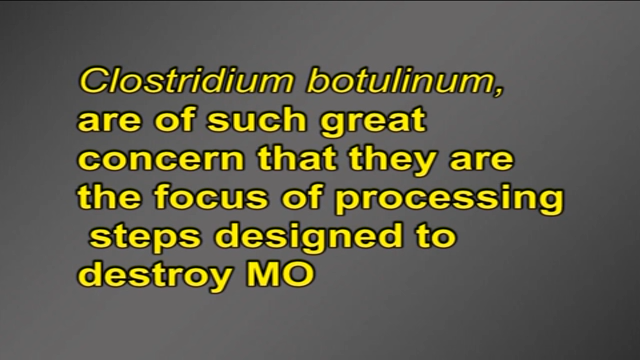 Clostridium botulinum,
are of such great
concern that they are
the focus of processing
steps designed to
destroy MO